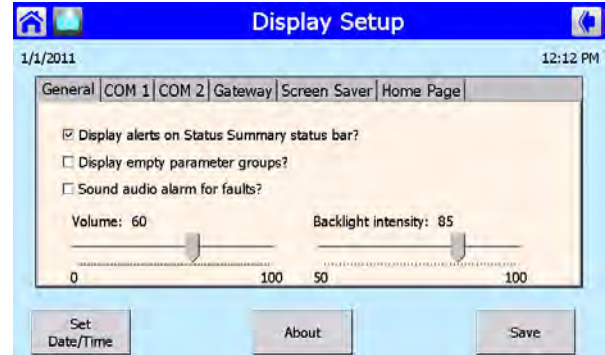 Display Setup
1/1/2011 12:12 PM
General COM 1 COM 2 Gateway Screen Saver Home Page
Display alerts on Status Summary status bar?
Display empty parameter groups?
Sound audio alarm for faults?
Volume: 60 Backlight intensity: 85
0 100 50 100
Set
Date/Time
About
Save